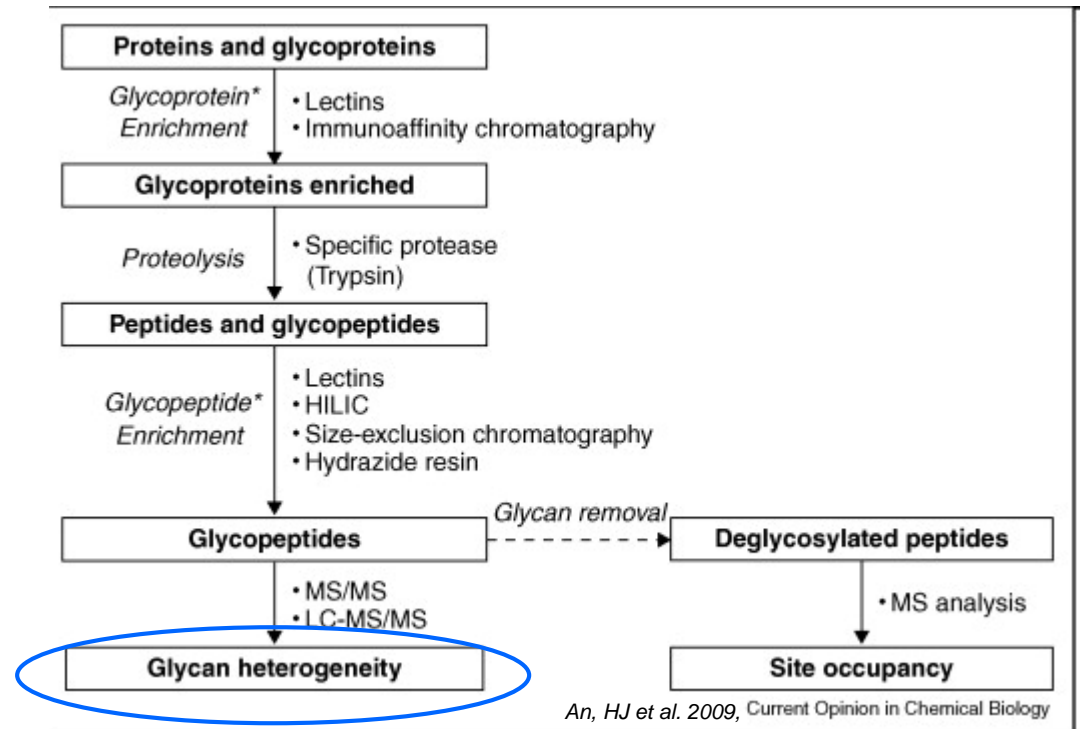 Proteins and glycoproteins
Glycoprotein*
Enrichment
• Lectins
• Immunoaffinity chromatography
Glycoproteins enriched
Proteolysis
• Specific protease
(Trypsin)
Peptides and glycopeptides
Glycopeptide*
Enrichment
• Lectins
• HILIC
• Size-exclusion chromatography
• Hydrazide resin
Glycan removal
Glycopeptides
Deglycosylated peptides
• MS/MS
• LC-MS/MS
• MS analysis
Glycan heterogeneity
Site occupancy
An, HJ et al. 2009, Current Opinion in Chemical Biology